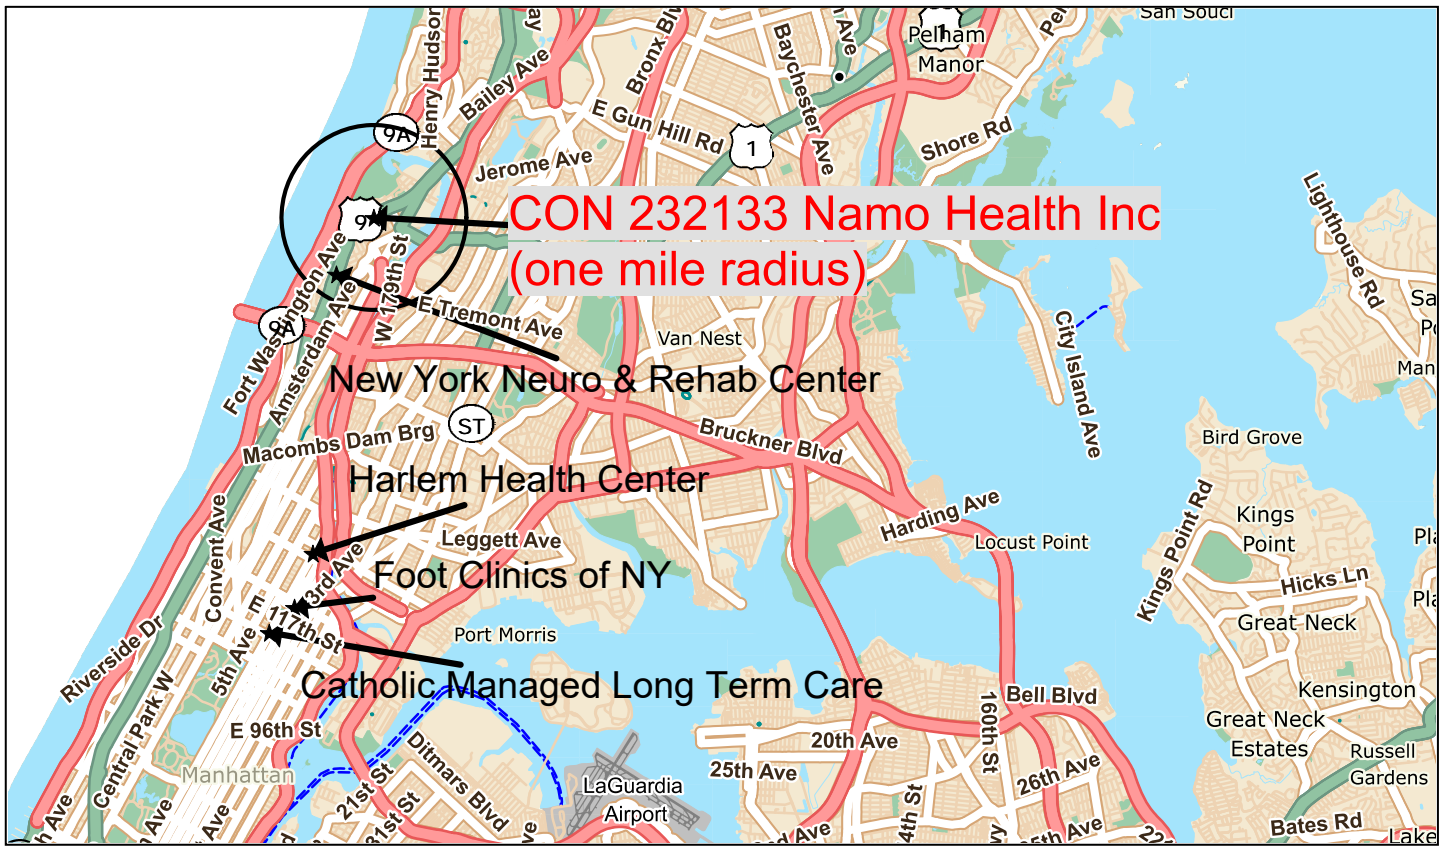 San Souci
Pelham
Manor
1
Henry Hudson
Bailey Ave
Bronx Blv
Baychester Ave
9A
E Gun Hill Rd
1
Shore Rd
Jerome Ave
Lighthouse Rd
CON 232133 Namo Health Inc
(one mile radius)
9
W 179th St
Fort Washington Ave
Amsterdam Ave
9A
E Tremont Ave
Van Nest
City Island Ave
New York Neuro & Rehab Center
ST
Macombs Dam Brg
Bruckner Blvd
Bird Grove
Harlem Health Center
Kings Point Rd
Kings
Point
Convent Ave
Harding Ave
Leggett Ave
Locust Point
Foot Clinics of NY
3rd Ave
Hicks Ln
E 117th St
Great Neck
Riverside Dr
5th Ave
Port Morris
Catholic Managed Long Term Care
Central Park W
160th St
Bell Blvd
Kensington
E 96th St
Great Neck
Estates
20th Ave
Ditmars Blvd
Russell
Gardens
Manhattan
25th Ave
26th Ave
LaGuardia
Airport
21st St
31st St
Bates Rd
Lake